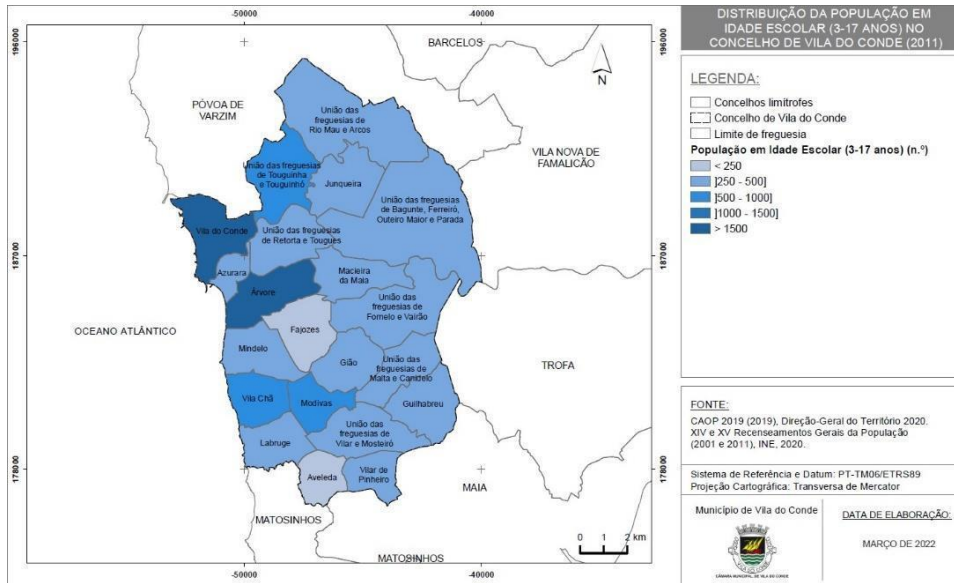 -50000
-40000
196000
196000
187000
187000
178000
178000
-50000
-40000
BARCELOS
N
PÓVOA DE
VARZIM
VILA NOVA DE
FAMALICÃO
União das
freguesias de
Rio Mau e Arcos
União das freguesias
de Touguinha
e Touguinhó
Junqueira
União das freguesias
de Bagunte, Ferreiró,
Outeiro Maior e Parada
Vila do Conde
União das freguesias
de Retorta e Tougues
Azurara
Macieira
da Maia
Árvore
União das
freguesias de
Fornelo e Vairão
OCEANO ATLÂNTICO
Fajozes
Mindelo
Gião
União das
freguesias de
Malta e Canidelo
TROFA
Vila Chã
Modivas
Guilhabreu
União das
freguesias de
Vilar e Mosteiró
Labruge
Aveleda
Vilar de
Pinheiro
MAIA
MATOSINHOS
MATOSINHOS
0 1 2 km
DISTRIBUIÇÃO DA POPULAÇÃO EM
IDADE ESCOLAR (3-17 ANOS) NO
CONCELHO DE VILA DO CONDE (2011)
LEGENDA:
Concelhos limítrofes
Concelho de Vila do Conde
Limite de freguesia
População em Idade Escolar (3-17 anos) (n.º)
< 250
]250 - 500]
]500 - 1000]
]1000 - 1500]
> 1500
FONTE:
CAOP 2019 (2019), Direção-Geral do Território 2020.
XIV e XV Recenseamentos Gerais da População
(2001 e 2011), INE, 2020.
Sistema de Referência e Datum: PT-TM06/ETRS89
Projeção Cartográfica: Transversa de Mercator
Município de Vila do Conde
VILA DO CONDE
CÂMARA MUNICIPAL DE VILA DO CONDE
DATA DE ELABORAÇÃO:
MARÇO DE 2022